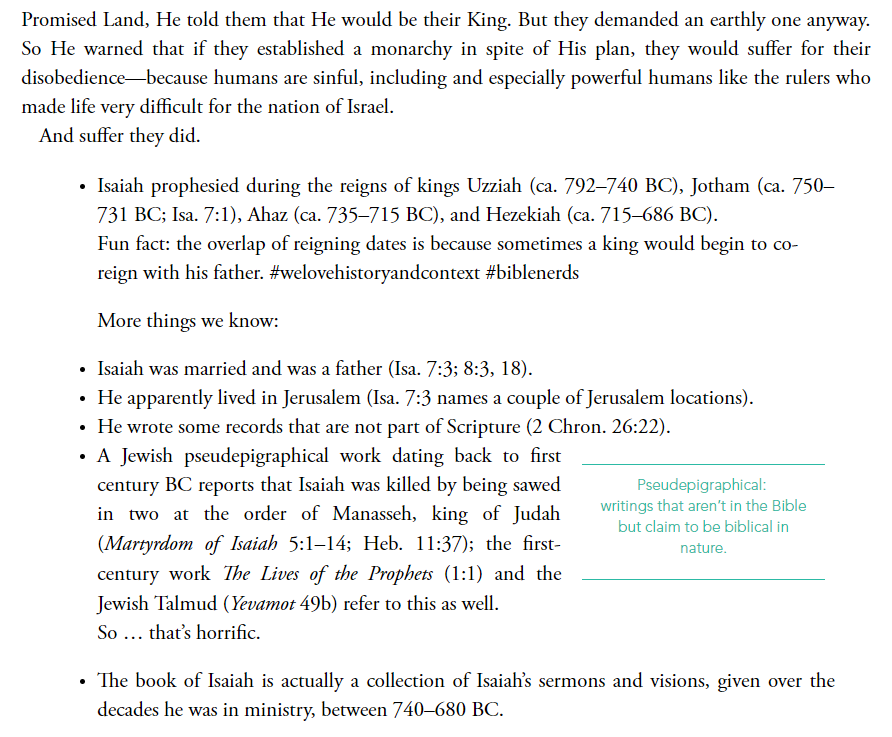 Promised Land, He told them that He would be their King. But they demanded an earthly one anyway.
So He warned that if they established a monarchy in spite of His plan, they would suffer for their
disobedience—because humans are sinful, including and especially powerful humans like the rulers who
made life very difficult for the nation of Israel.
And suffer they did.
• Isaiah prophesied during the reigns of kings Uzziah (ca. 792–740 BC), Jotham (ca. 750–
731 BC; Isa. 7:1), Ahaz (ca. 735–715 BC), and Hezekiah (ca. 715–686 BC).
Fun fact: the overlap of reigning dates is because sometimes a king would begin to co-
reign with his father. #welovehistoryandcontext #biblenerds
More things we know:
• Isaiah was married and was a father (Isa. 7:3; 8:3, 18).
• He apparently lived in Jerusalem (Isa. 7:3 names a couple of Jerusalem locations).
• He wrote some records that are not part of Scripture (2 Chron. 26:22).
• A Jewish pseudepigraphical work dating back to first
century BC reports that Isaiah was killed by being sawed
in two at the order of Manasseh, king of Judah
(Martyrdom of Isaiah 5:1–14; Heb. 11:37); the first-
century work The Lives of the Prophets (1:1) and the
Jewish Talmud (Yevamot 49b) refer to this as well.
So … that's horrific.
Pseudepigraphical:
writings that aren't in the Bible
but claim to be biblical in
nature.
• The book of Isaiah is actually a collection of Isaiah's sermons and visions, given over the
decades he was in ministry, between 740–680 BC.